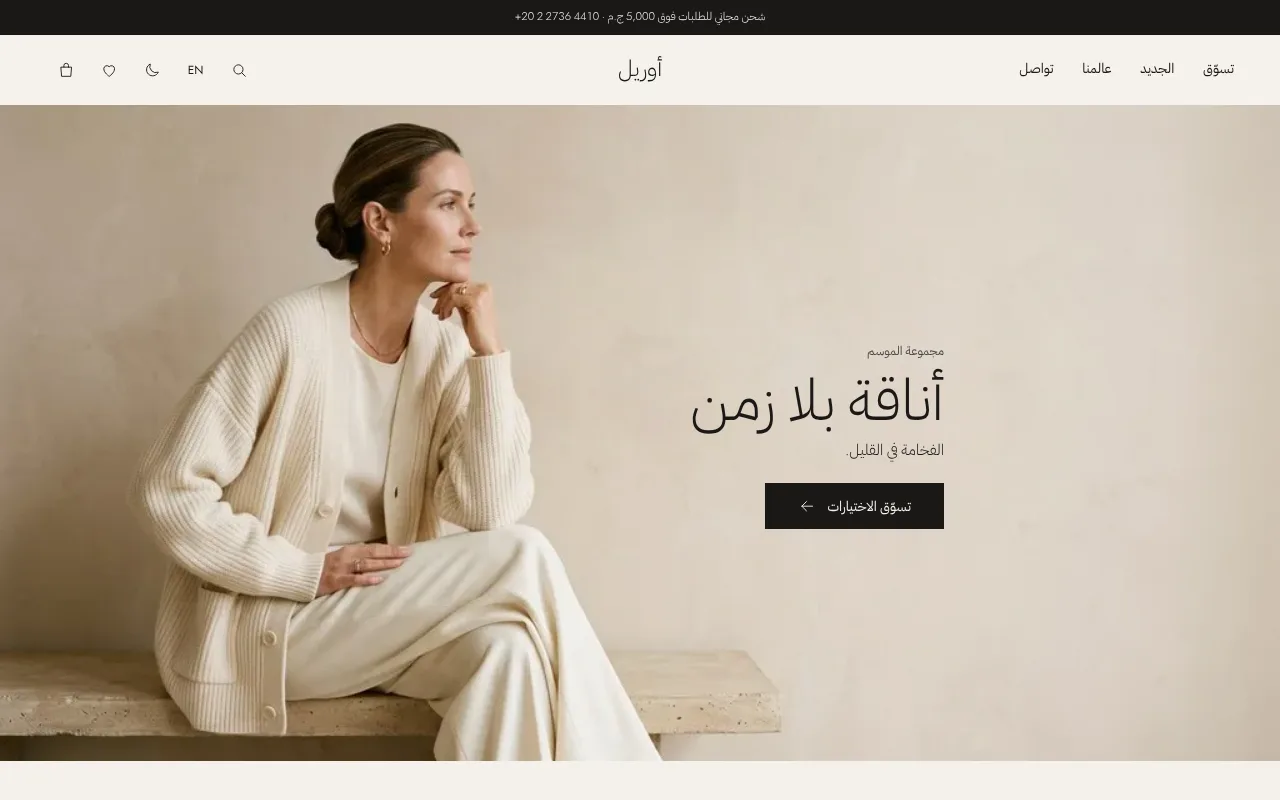 شحن مجاني للطلبات فوق 5,000 ج.م · 4410 2736 2 20+
تسوّق
الجديد
عالمنا
تواصل
أوريل
EN
مجموعة الموسم
أناقة بلا زمن
الفخامة في القليل.
تسوّق الاختيارات